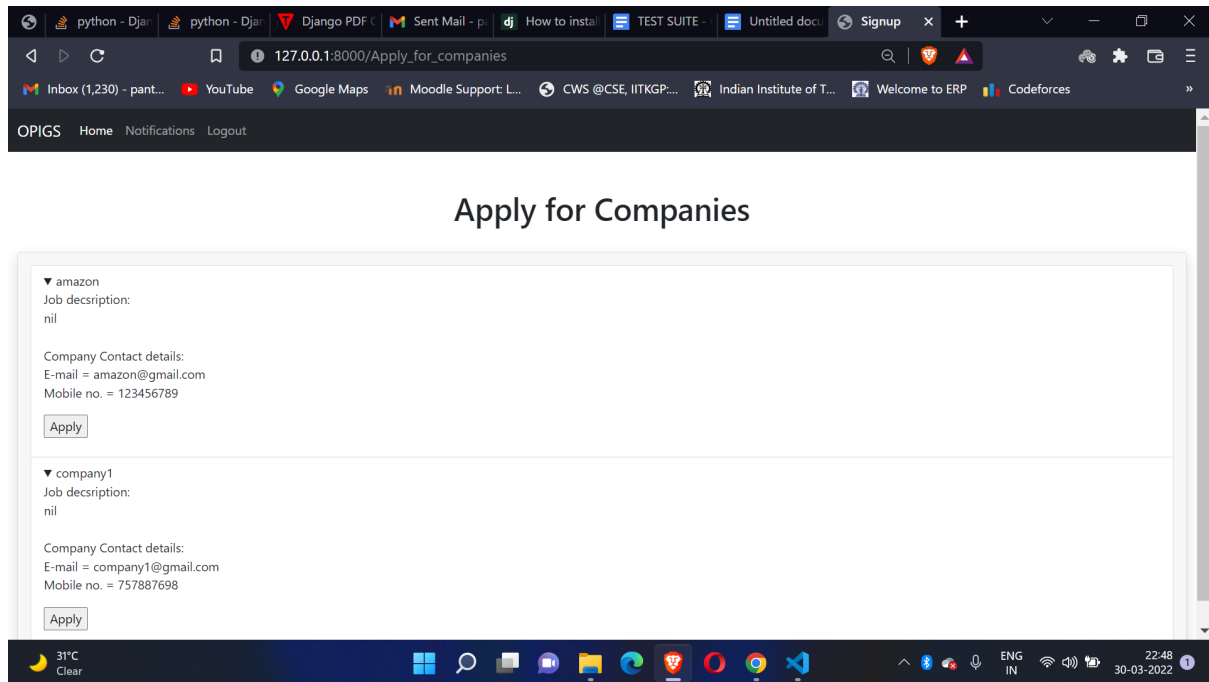 python - Djan
python - Djan
Django PDF C
Sent Mail - pa
dj How to install
TEST SUITE -
Untitled docu
Signup
127.0.0.1:8000/Apply_for_companies
Inbox (1,230) - pant...
YouTube
Google Maps
Moodle Support: L...
CWS @CSE, IITKGP:...
Indian Institute of T...
Welcome to ERP
Codeforces
»
OPIGS Home Notifications Logout
Apply for Companies
amazon
Job decsription:
nil
Company Contact details:
E-mail = amazon@gmail.com
Mobile no. = 123456789
Apply
company1
Job decsription:
nil
Company Contact details:
E-mail = company1@gmail.com
Mobile no. = 757887698
Apply
31°C
Clear
ENG
IN
22:48
30-03-2022
1